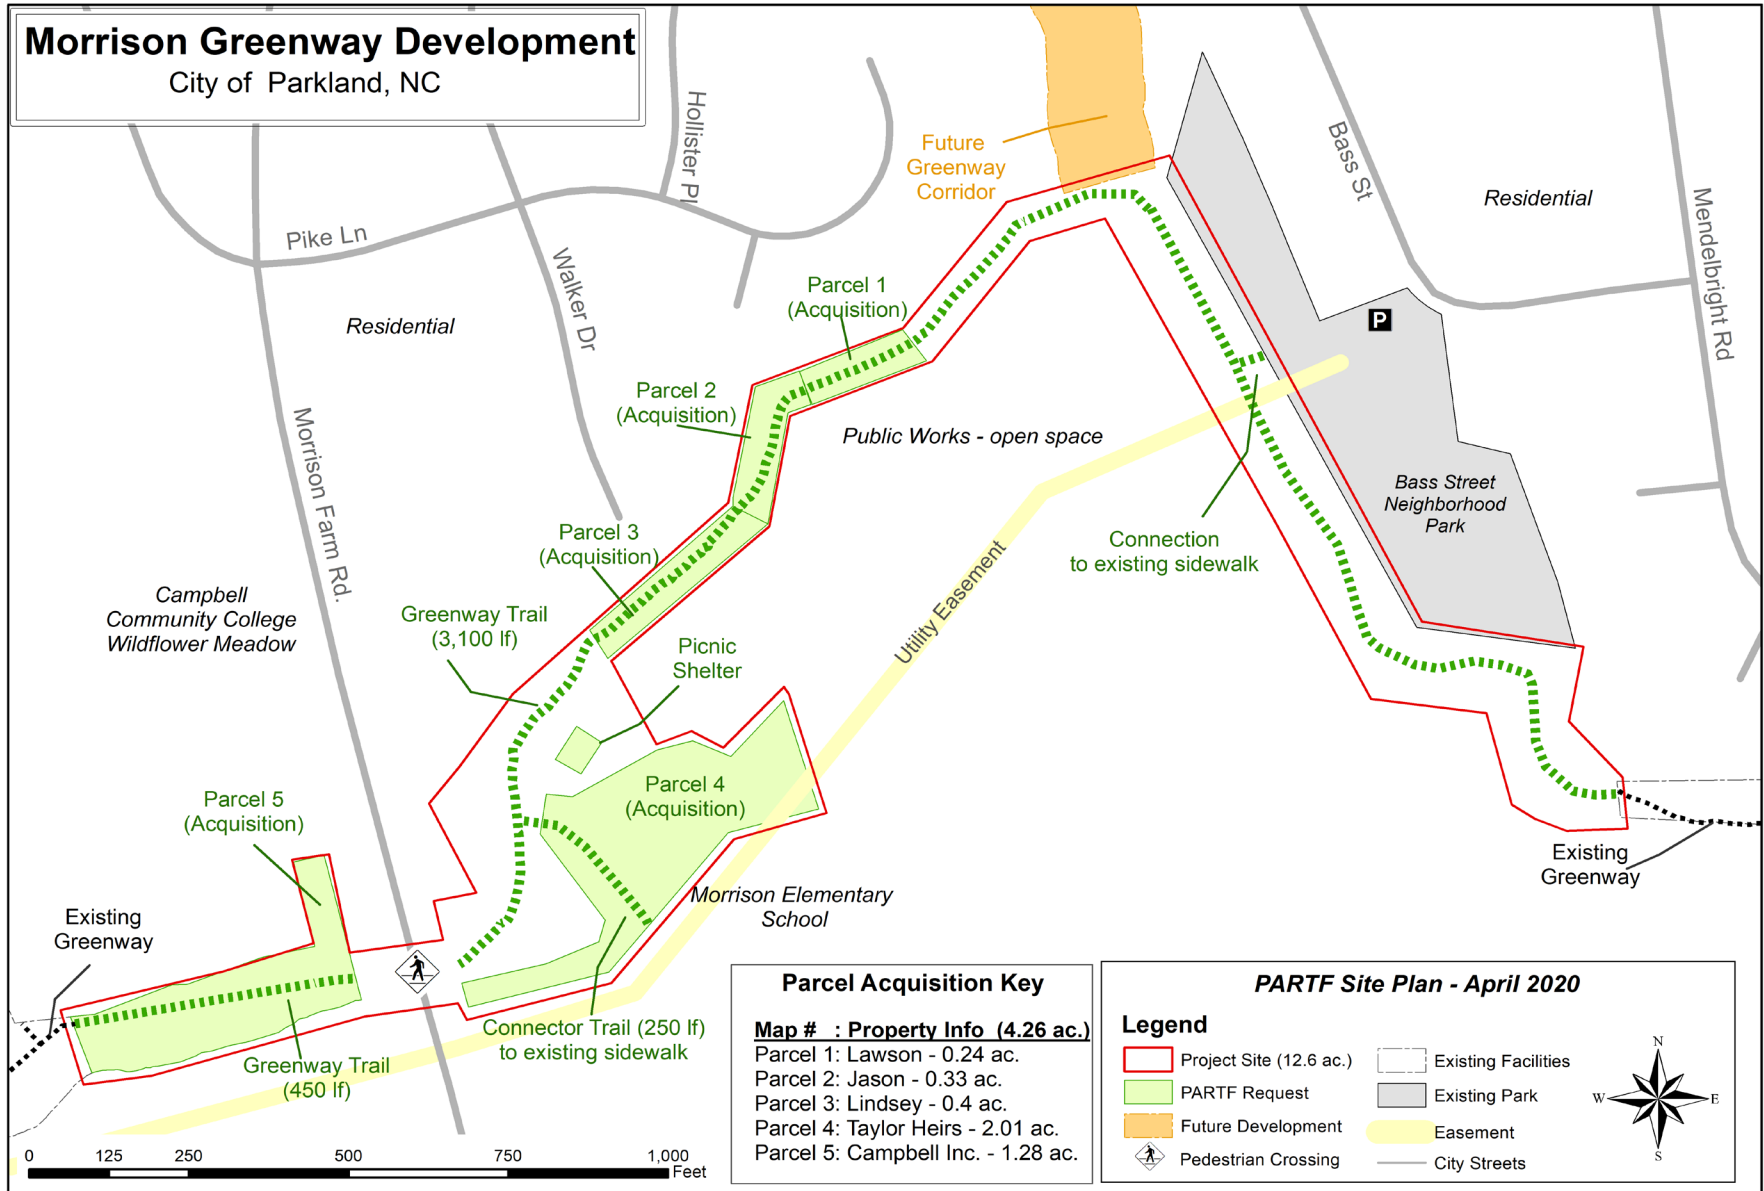 Morrison Greenway Development
City of Parkland, NC
Hollister Pl
Future
Greenway
Corridor
Bass St
Residential
Mendelbright Rd
Pike Ln
Walker Dr
Residential
Parcel 1
(Acquisition)
P
Parcel 2
(Acquisition)
Public Works - open space
Morrison Farm Rd.
Bass Street
Neighborhood
Park
Parcel 3
(Acquisition)
Connection
to existing sidewalk
Utility Easement
Campbell
Community College
Wildflower Meadow
Greenway Trail
(3,100 lf)
Picnic
Shelter
Parcel 4
(Acquisition)
Parcel 5
(Acquisition)
Existing
Greenway
Morrison Elementary
School
Existing
Greenway
Connector Trail (250 lf)
to existing sidewalk
Greenway Trail
(450 lf)
0 125 250 500 750 1,000
Feet
Parcel Acquisition Key
Map # : Property Info (4.26 ac.)
Parcel 1: Lawson - 0.24 ac.
Parcel 2: Jason - 0.33 ac.
Parcel 3: Lindsey - 0.4 ac.
Parcel 4: Taylor Heirs - 2.01 ac.
Parcel 5: Campbell Inc. - 1.28 ac.
PARTF Site Plan - April 2020
Legend
Project Site (12.6 ac.)
PARTF Request
Future Development
Pedestrian Crossing
Existing Facilities
Existing Park
Easement
City Streets
N
W E
S